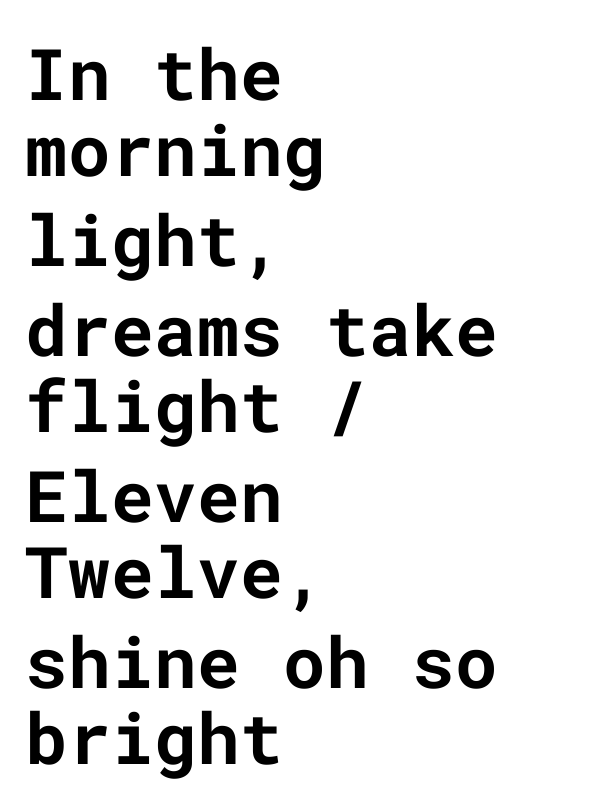 In the
morning
light,
dreams take
flight /
Eleven
Twelve,
shine oh so
bright